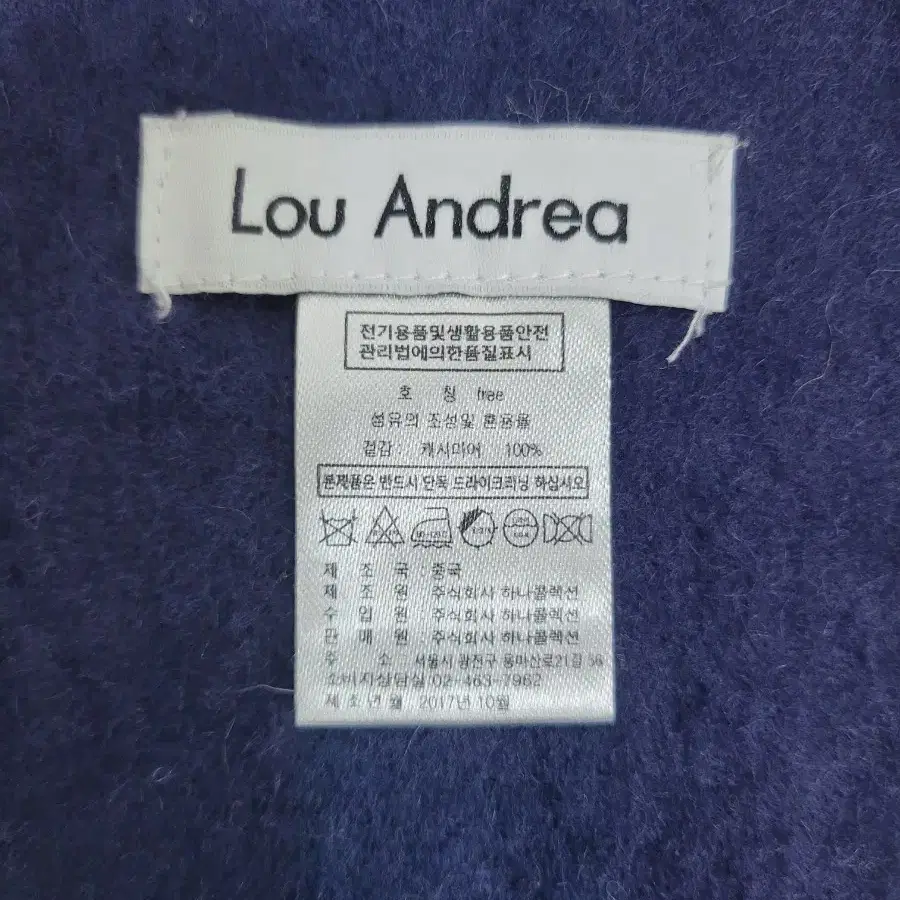 Lou Andrea
전기용품및생활용품안전
관리법에의한품질표시
호 칭 free
섬유의 조성및 혼용율
겉감 : 캐시미어 100%
본제품은 반드시 단독 드라이크리닝 하십시오
제 조 국 : 중국
제 조 원 : 주식회사 하나콜렉션
수 입 원 : 주식회사 하나콜렉션
판 매 원 : 주식회사 하나콜렉션
주 소 : 서울시 광진구 용마산로21길 56
소비자상담실 02-463-7962
제조년월 2017년 10월